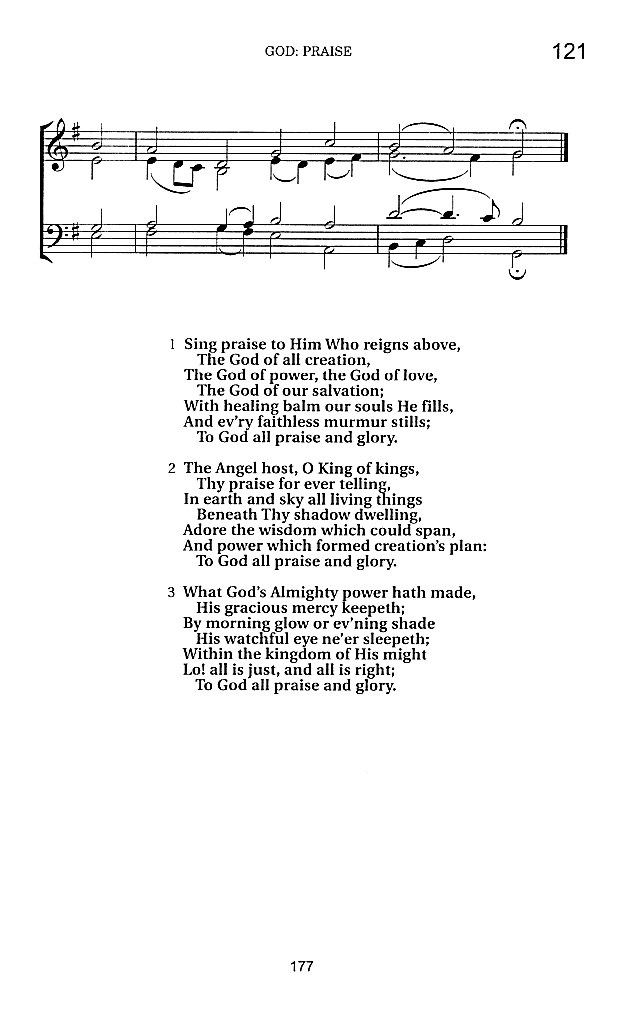 GOD: PRAISE
121
1 Sing praise to Him Who reigns above,
The God of all creation,
The God of power, the God of love,
The God of our salvation;
With healing balm our souls He fills,
And ev'ry faithless murmur stills;
To God all praise and glory.
2 The Angel host, O King of kings,
Thy praise for ever telling,
In earth and sky all living things
Beneath Thy shadow dwelling,
Adore the wisdom which could span,
And power which formed creation's plan:
To God all praise and glory.
3 What God's Almighty power hath made,
His gracious mercy keepeth;
By morning glow or ev'ning shade
His watchful eye ne'er sleepeth;
Within the kingdom of His might
Lo! all is just, and all is right;
To God all praise and glory.
177